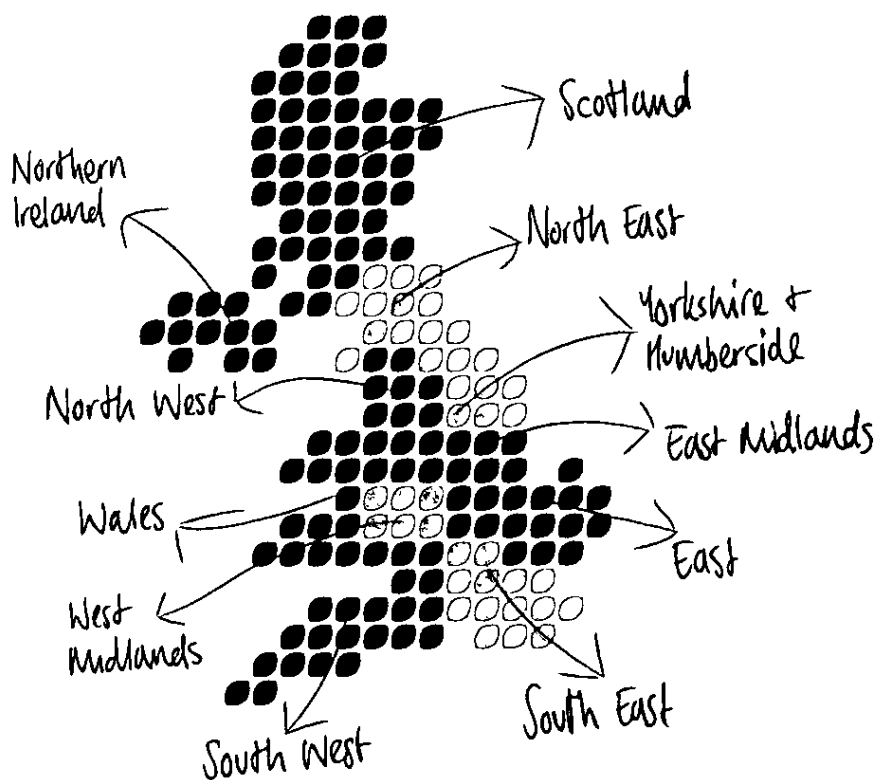 Scotland
Northern
Ireland
North East
Yorkshire +
Humberside
North West
East Midlands
Wales
East
West
Midlands
South East
South West